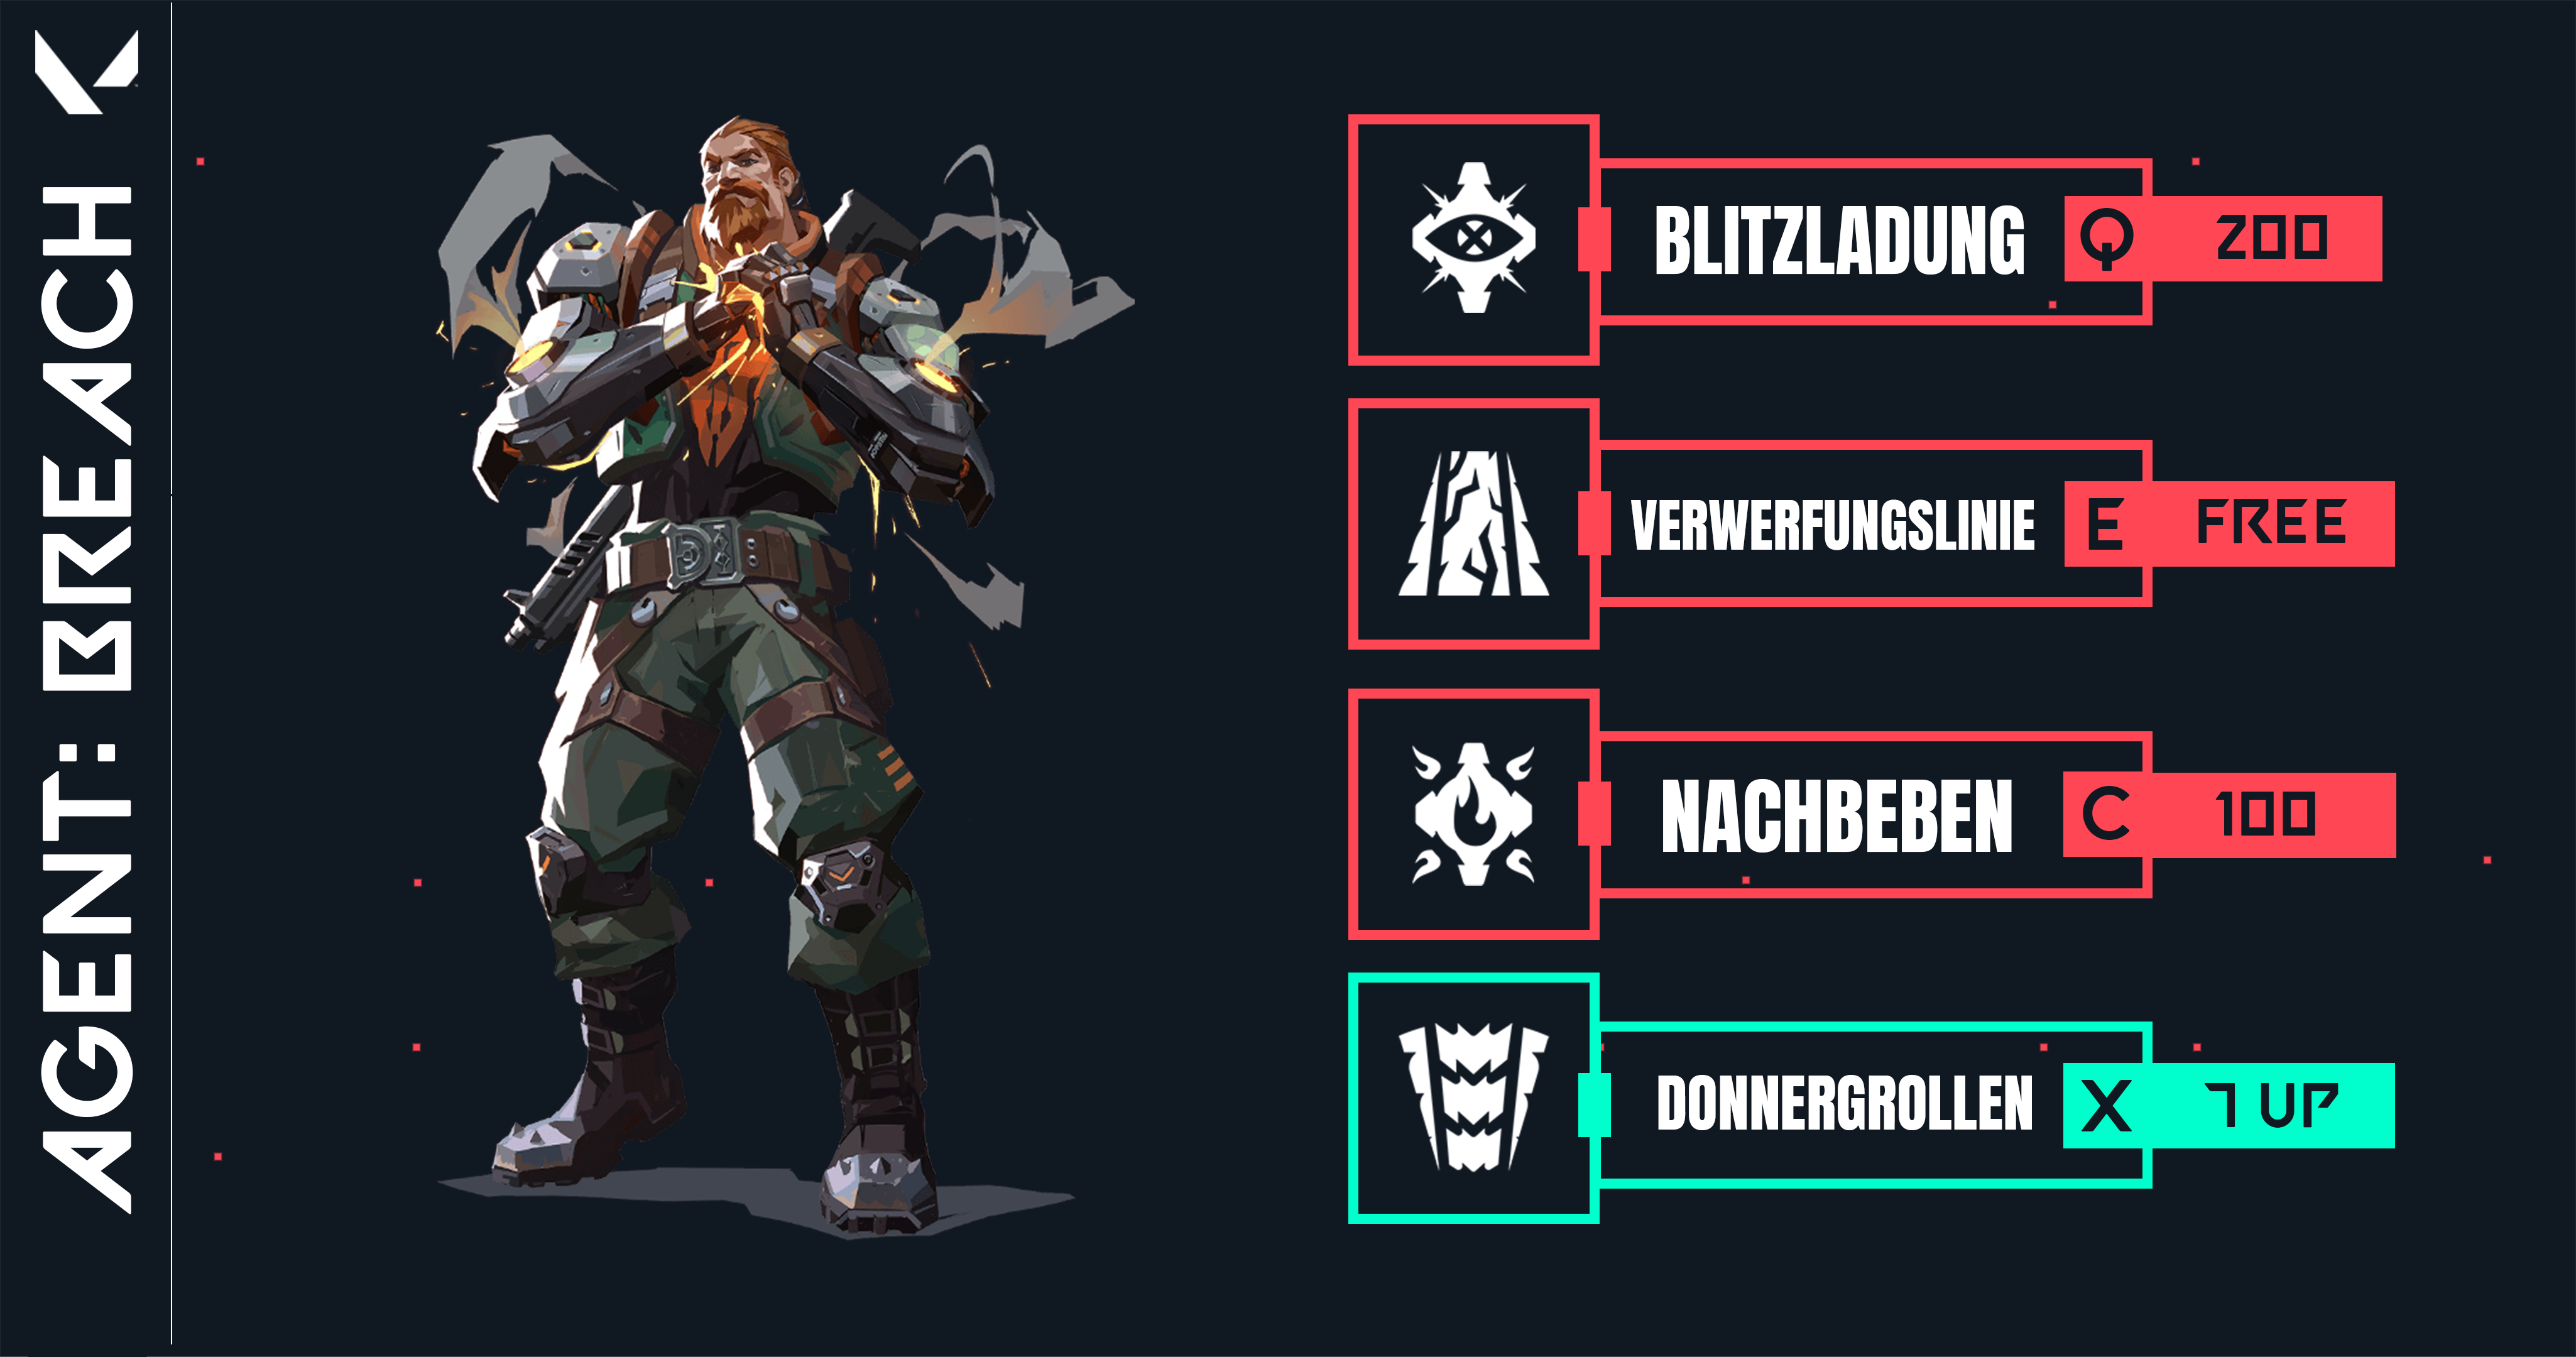 AGENT: BREACH
BLITZLADUNG Q 200
VERWERFUNGSLINIE E FREE
NACHBEBEN C 100
DONNERGROLLEN X 7 UP